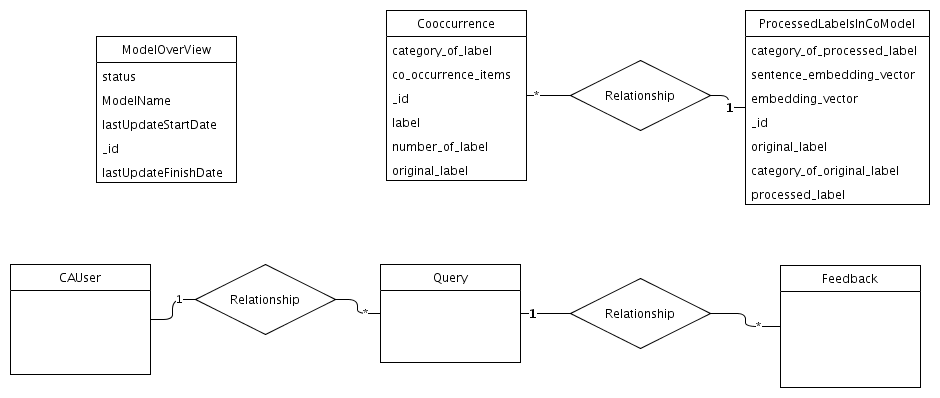 ModelOverView
status
ModelName
lastUpdateStartDate
_id
lastUpdateFinishDate
Cooccurrence
category_of_label
co_occurrence_items
_id
label
number_of_label
original_label
*
Relationship
1
ProcessedLabelsInCoModel
category_of_processed_label
sentence_embedding_vector
embedding_vector
_id
original_label
category_of_original_label
processed_label
CAUser
1
Relationship
*
Query
1
Relationship
*
Feedback